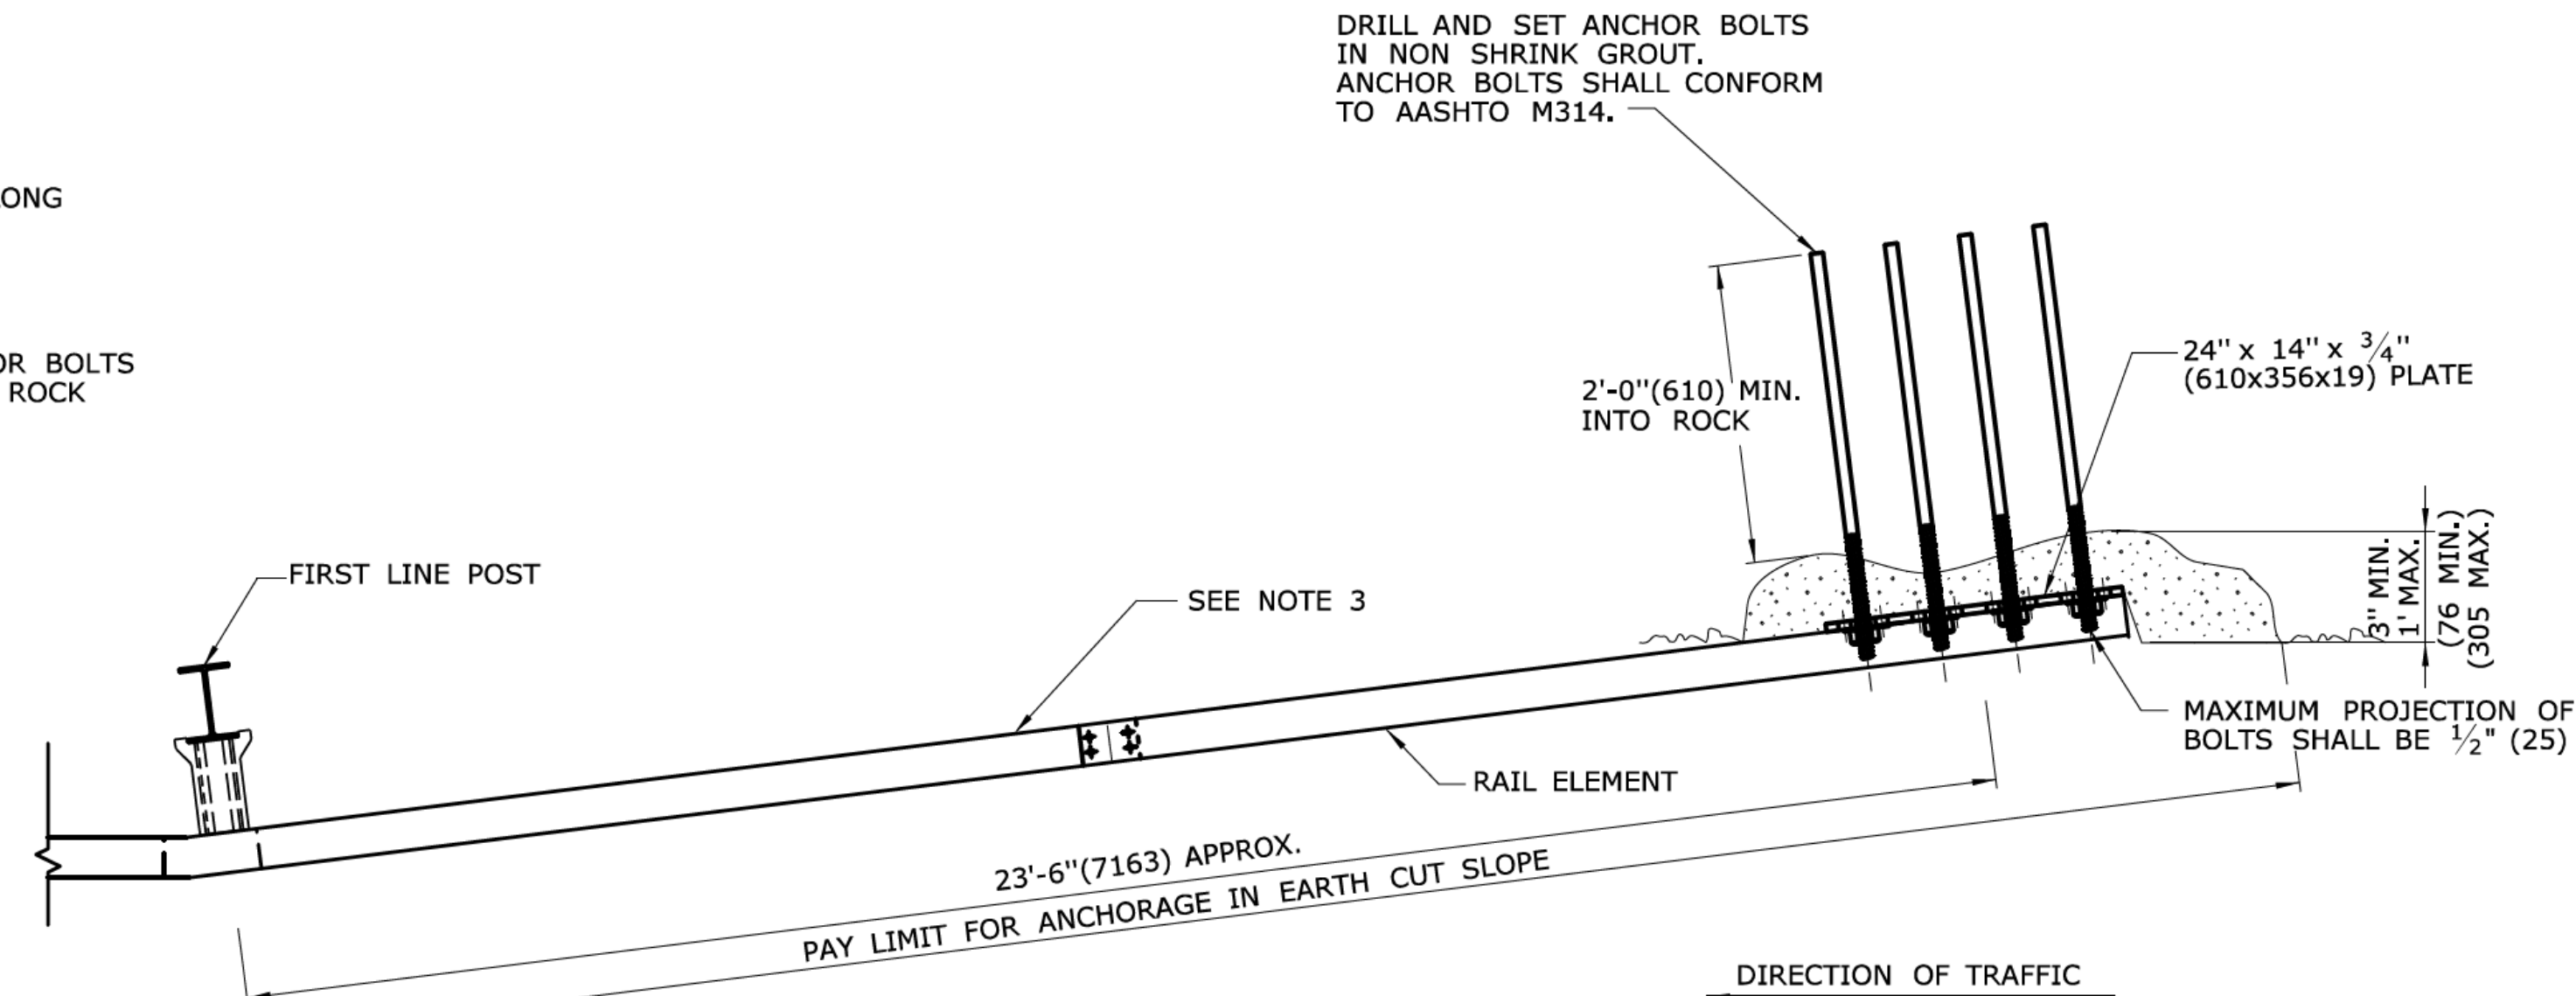 DRILL AND SET ANCHOR BOLTS
IN NON SHRINK GROUT.
ANCHOR BOLTS SHALL CONFORM
TO AASHTO M314.
ONG
OR BOLTS
ROCK
2'-0"(610) MIN.
INTO ROCK
24" x 14" x 3/4"
(610x356x19) PLATE
FIRST LINE POST
SEE NOTE 3
3" MIN.
1' MAX.
(76 MIN.)
(305 MAX.)
MAXIMUM PROJECTION OF
BOLTS SHALL BE 1/2" (25)
RAIL ELEMENT
23'-6"(7163) APPROX.
PAY LIMIT FOR ANCHORAGE IN EARTH CUT SLOPE
DIRECTION OF TRAFFIC